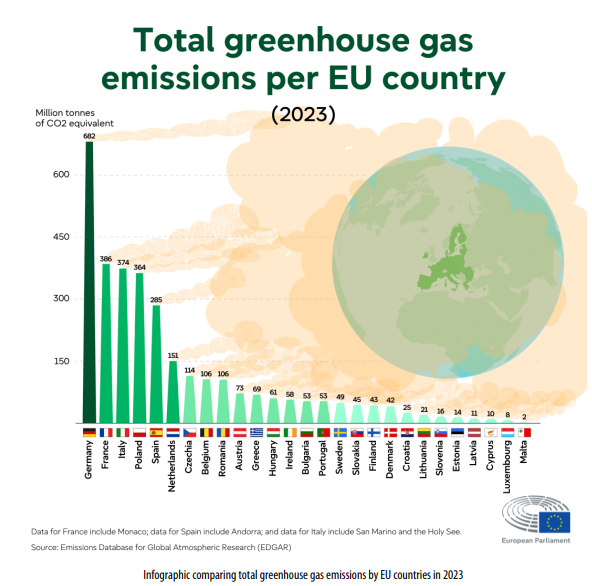 Total greenhouse gas
emissions per EU country
(2023)
Million tonnes
of CO2 equivalent
682
600
450
300
150
386
374
364
285
151
114
106
106
73
69
61
58
53
53
49
45
43
42
25
21
16
14
11
10
8
2
Germany
France
Italy
Poland
Spain
Netherlands
Czechia
Belgium
Romania
Austria
Greece
Hungary
Ireland
Bulgaria
Portugal
Sweden
Slovakia
Finland
Denmark
Croatia
Lithuania
Slovenia
Estonia
Latvia
Cyprus
Luxembourg
Malta
Data for France include Monaco; data for Spain include Andorra; and data for Italy include San Marino and the Holy See.
Source: Emissions Database for Global Atmospheric Research (EDGAR)
European Parliament
Infographic comparing total greenhouse gas emissions by EU countries in 2023